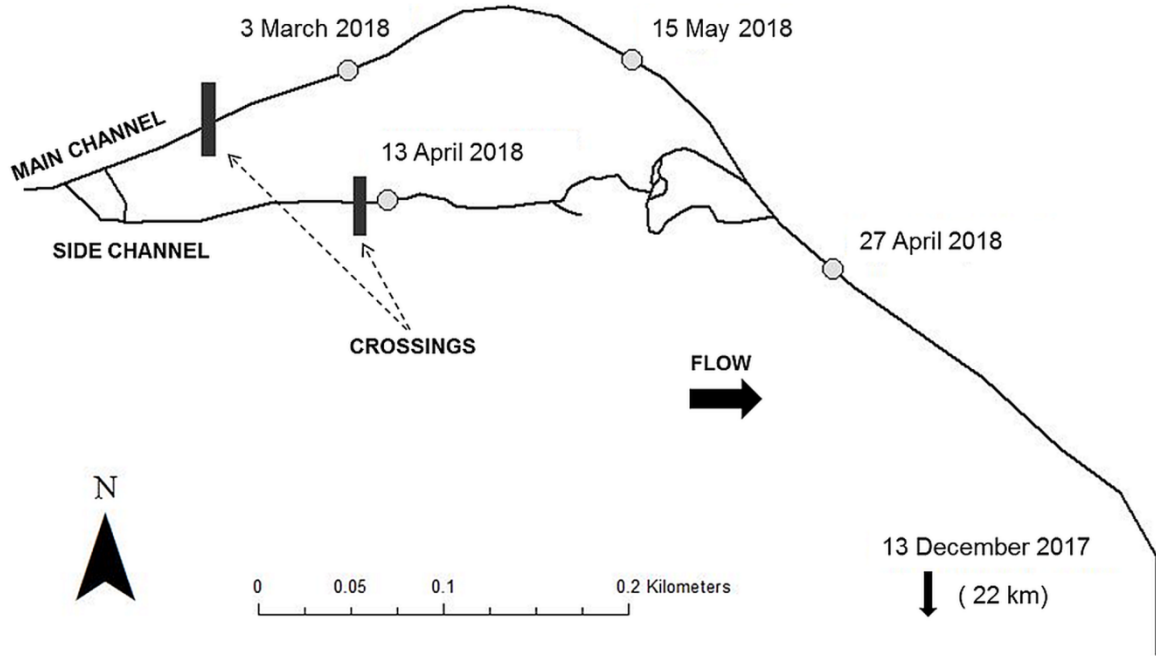 3 March 2018
15 May 2018
MAIN CHANNEL
13 April 2018
SIDE CHANNEL
27 April 2018
CROSSINGS
FLOW
N
13 December 2017
( 22 km)
0 0.05 0.1 0.2 Kilometers